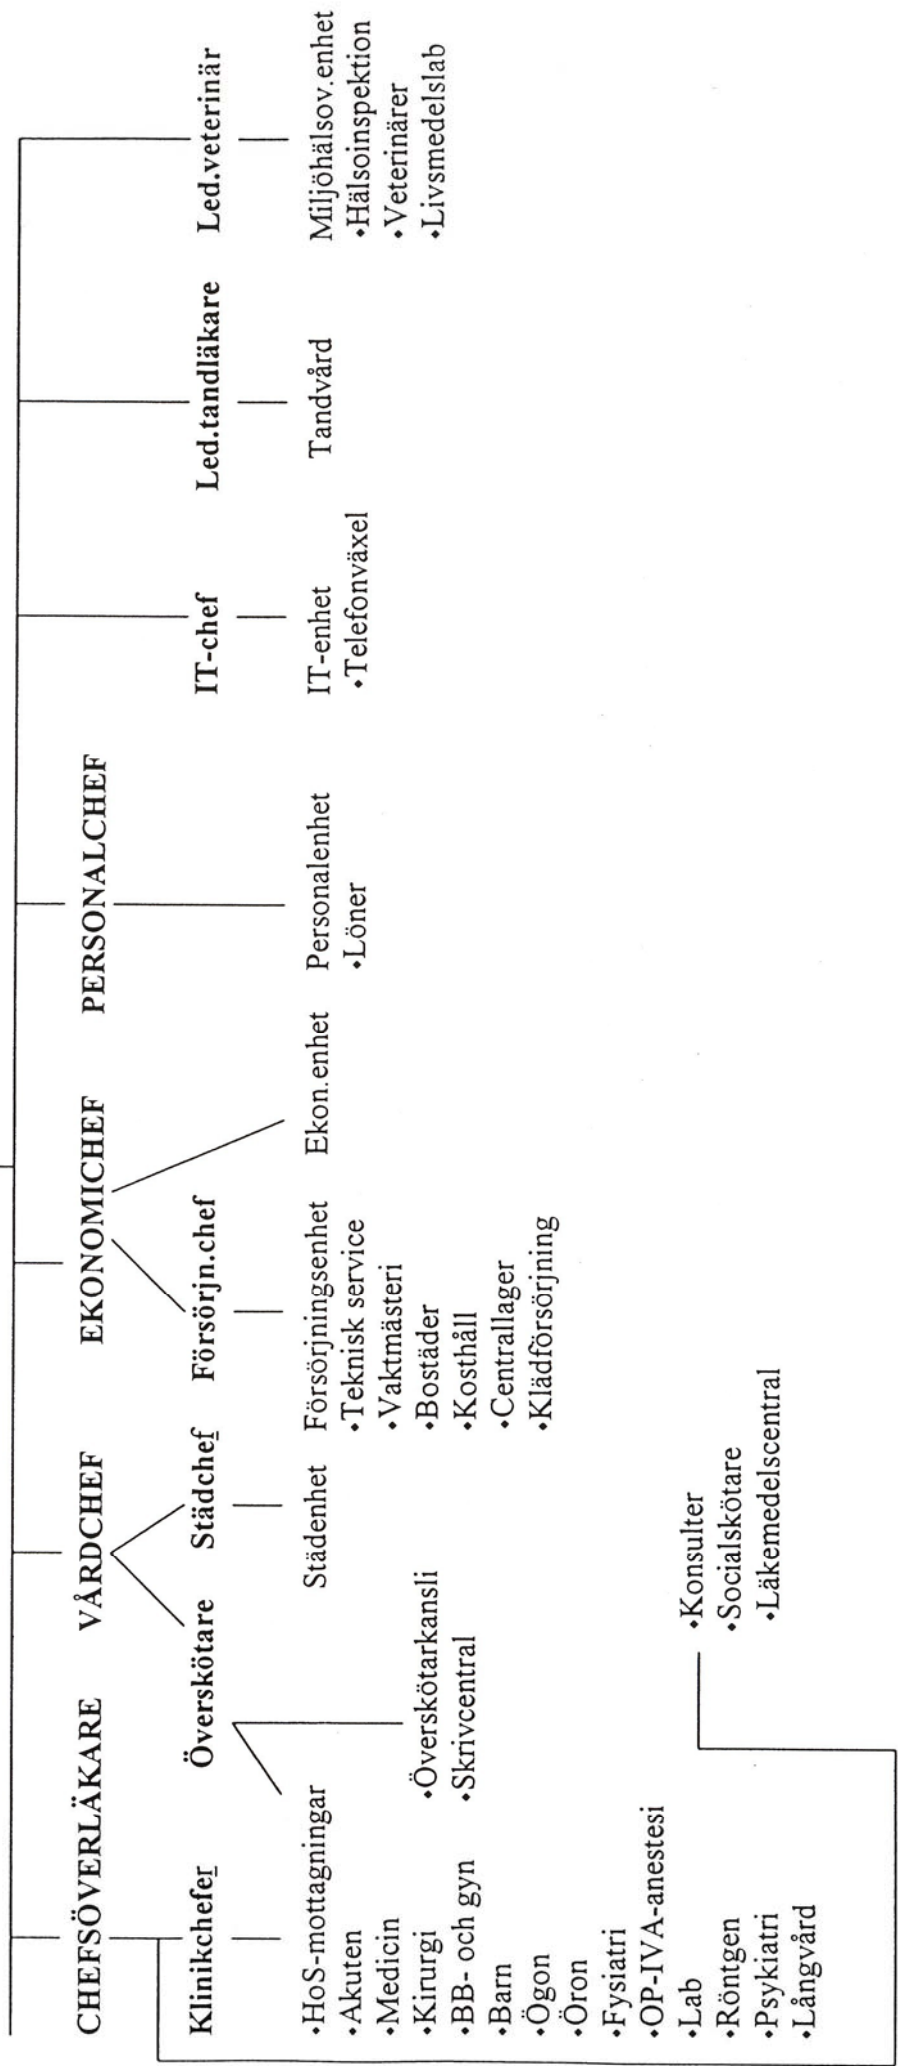 CHEFSÖVERLÄKARE
VÅRDCHEF
EKONOMICHEF
PERSONALCHEF
Klinikchefer
Överskötare
Städchef
Försörjn.chef
IT-chef
Led.tandläkare
Led.veterinär
•HoS-mottagningar
•Akuten
•Medicin
•Kirurgi
•BB- och gyn
•Barn
•Ögon
•Öron
•Fysiatri
•OP-IVA-anestesi
•Lab
•Röntgen
•Psykiatri
•Långvård
•Överskötarkansli
•Skrivcentral
•Konsulter
•Socialskötare
•Läkemedelscentral
Städenhet
Försörjningsenhet
•Teknisk service
•Vaktmästeri
•Bostäder
•Kosthåll
•Centrallager
•Klädförsörjning
Ekon.enhet
Personalenhet
•Löner
IT-enhet
•Telefonväxel
Tandvård
Miljöhälsov.enhet
•Hälsoinspektion
•Veterinärer
•Livsmedelslab